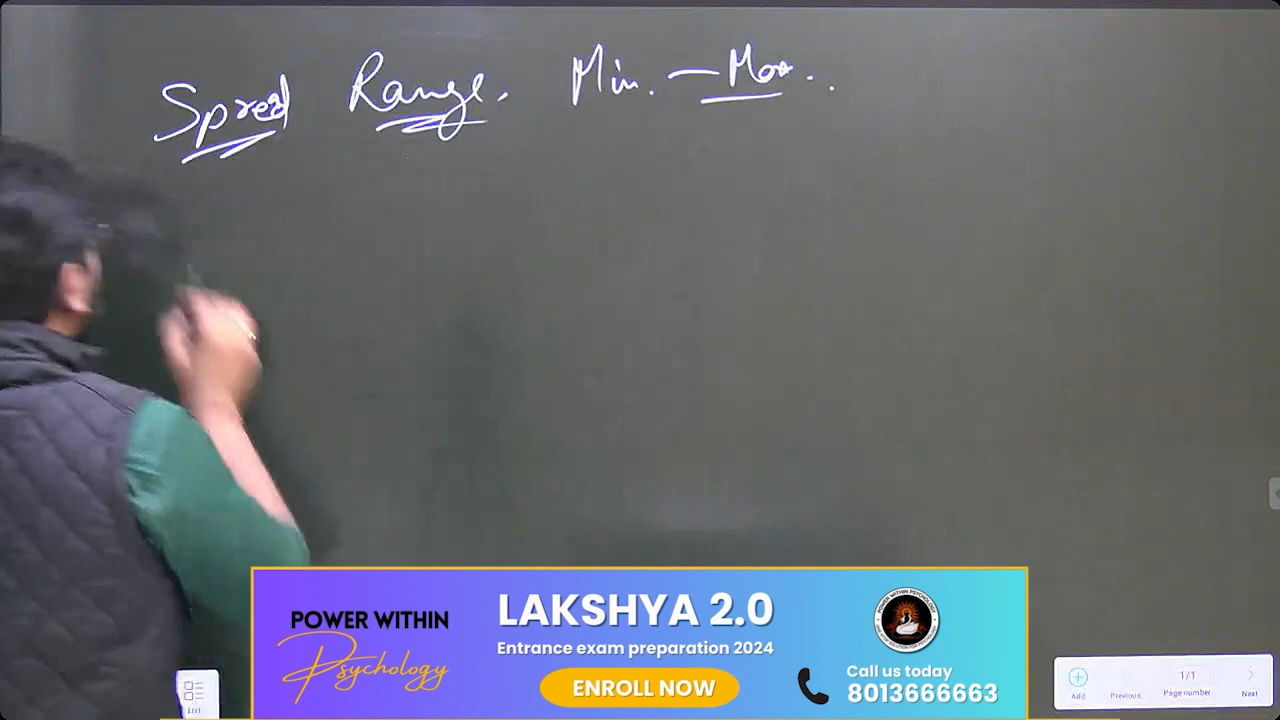 Spread Range. Min. – Max.
POWER WITHIN
Psychology
LAKSHYA 2.0
Entrance exam preparation 2024
ENROLL NOW
Call us today
8013666663
List
Add Previous 1/1 Page number Next